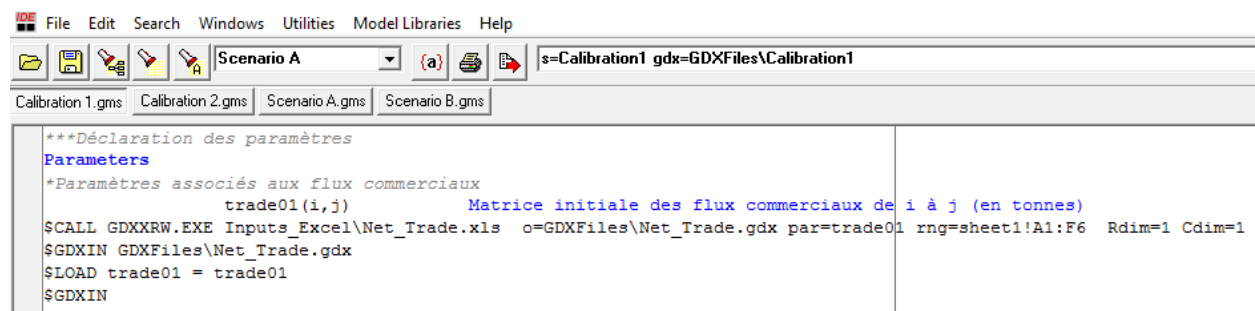 IDE File Edit Search Windows Utilities Model Libraries Help
Scenario A {a} s=Calibration1 gdx=GDXFiles\Calibration1
Calibration 1.gms Calibration 2.gms Scenario A.gms Scenario B.gms
***Déclaration des paramètres
Parameters
*Paramètres associés aux flux commerciaux
trade01(i,j) Matrice initiale des flux commerciaux de i à j (en tonnes)
$CALL GDXXRW.EXE Inputs_Excel\Net_Trade.xls o=GDXFiles\Net_Trade.gdx par=trade01 rng=sheet1!A1:F6 Rdim=1 Cdim=1
$GDXIN GDXFiles\Net_Trade.gdx
$LOAD trade01 = trade01
$GDXIN